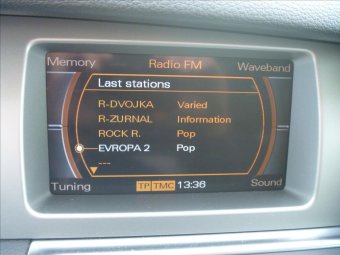 Memory Radio FM Waveband
Last stations
R-DVOJKA Varied
R-ZURNAL Information
ROCK R. Pop
EVROPA 2 Pop
---
Tuning TP TMC 13:36 Sound